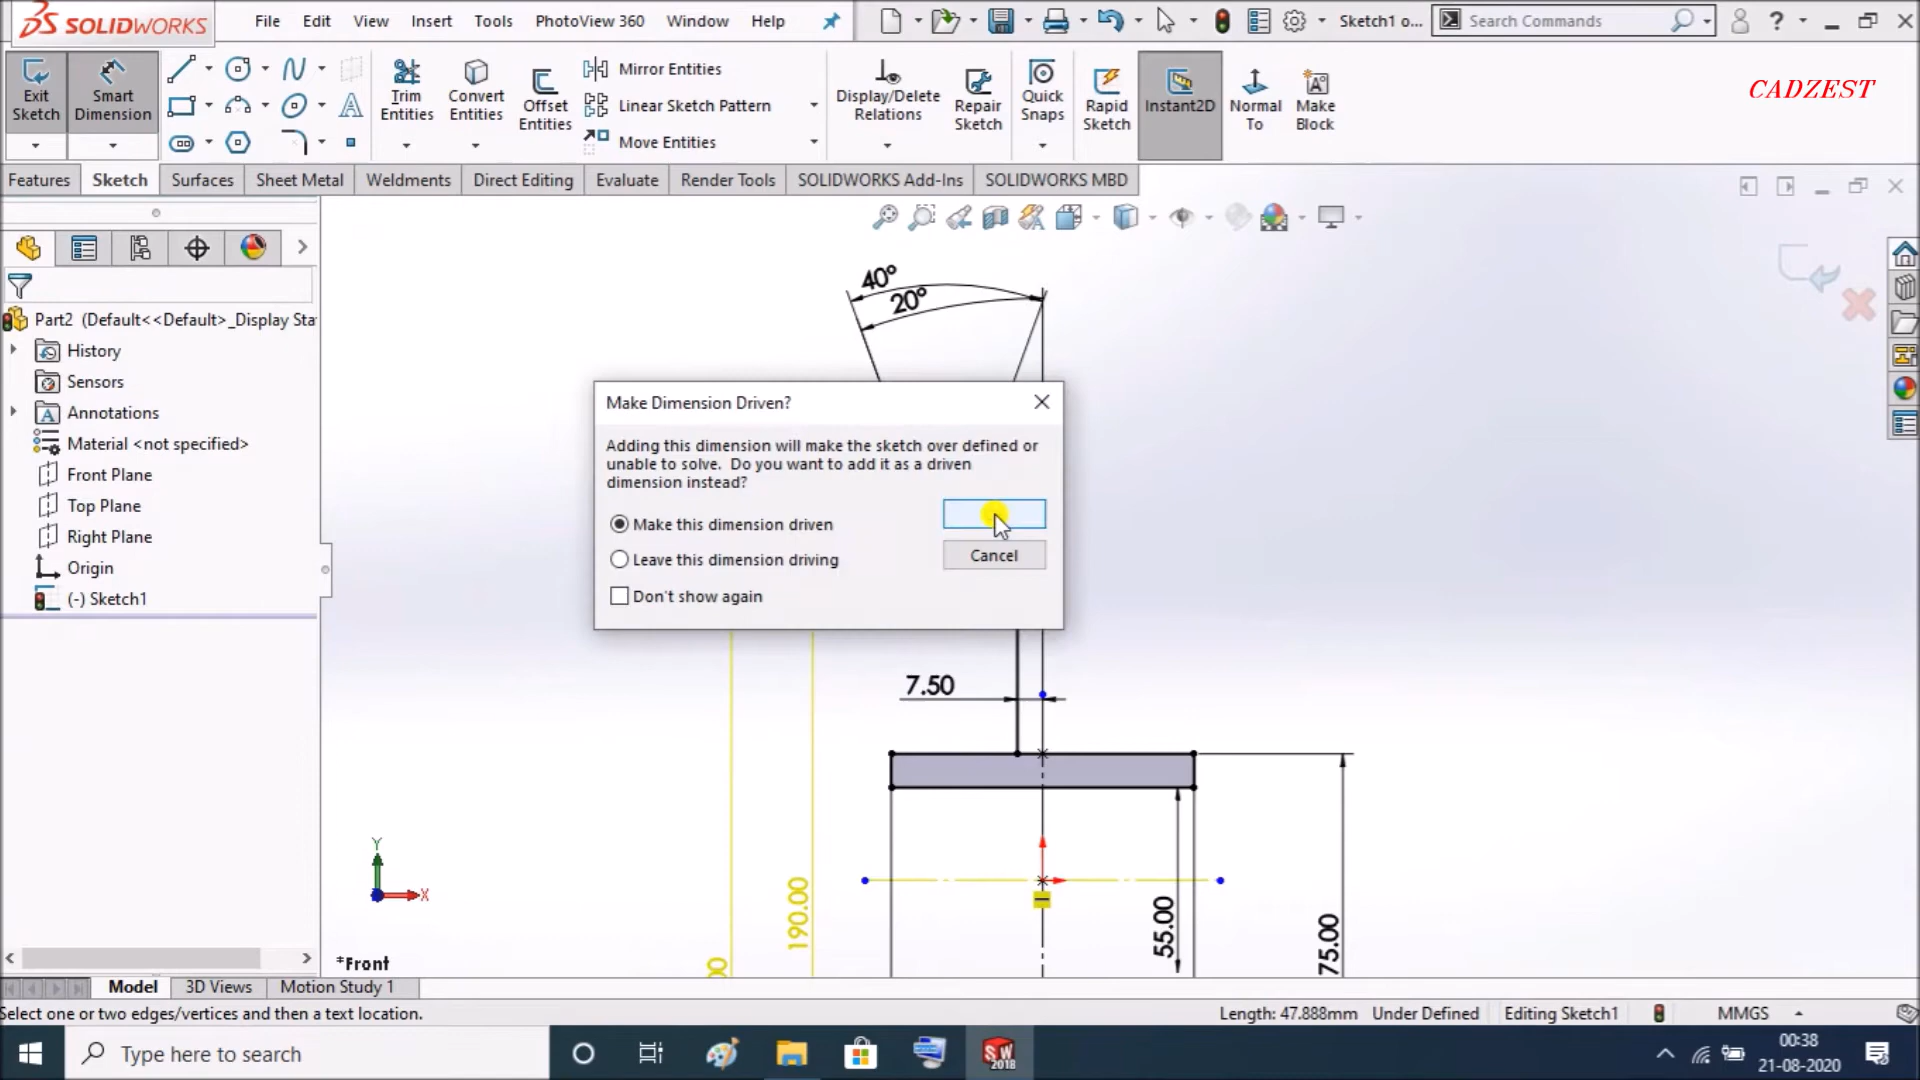 SOLIDWORKS
File Edit View Insert Tools PhotoView 360 Window Help
Sketch1 o...
Search Commands
?
Exit Sketch
Smart Dimension
Trim Entities
Convert Entities
Offset Entities
Mirror Entities
Linear Sketch Pattern
Move Entities
Display/Delete Relations
Repair Sketch
Quick Snaps
Rapid Sketch
Instant2D
Normal To
Make Block
CADZEST
Features Sketch Surfaces Sheet Metal Weldments Direct Editing Evaluate Render Tools SOLIDWORKS Add-Ins SOLIDWORKS MBD
Part2 (Default<<Default>_Display Sta
History
Sensors
Annotations
Material <not specified>
Front Plane
Top Plane
Right Plane
Origin
(-) Sketch1
40°
20°
Make Dimension Driven?
Adding this dimension will make the sketch over defined or
unable to solve. Do you want to add it as a driven
dimension instead?
Make this dimension driven
Leave this dimension driving
Cancel
Don't show again
7.50
190.00
55.00
75.00
Y
X
*Front
Model 3D Views Motion Study 1
Select one or two edges/vertices and then a text location.
Length: 47.888mm Under Defined Editing Sketch1 MMGS
Type here to search
SW
2018
00:38
21-08-2020